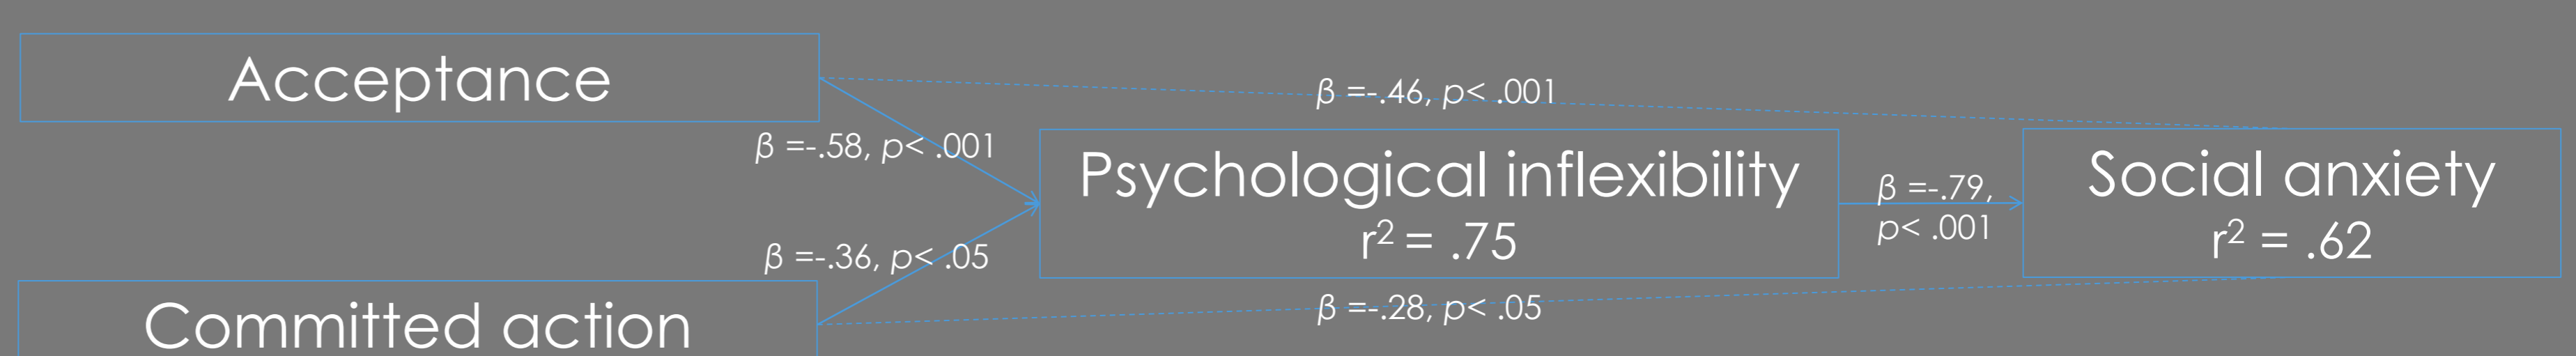 Acceptance
β =-.46, p< .001
β =-.58, p< .001
Psychological inflexibility
r² = .75
β =-.79,
p< .001
Social anxiety
r² = .62
β =-.36, p< .05
β =-.28, p< .05
Committed action